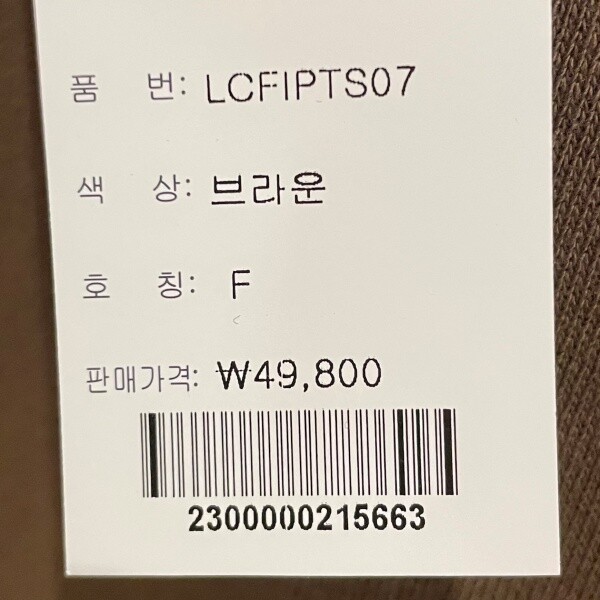 품 번: LCFIPTS07
색 상: 브라운
호 칭: F
판매가격: ₩49,800
2300000215663